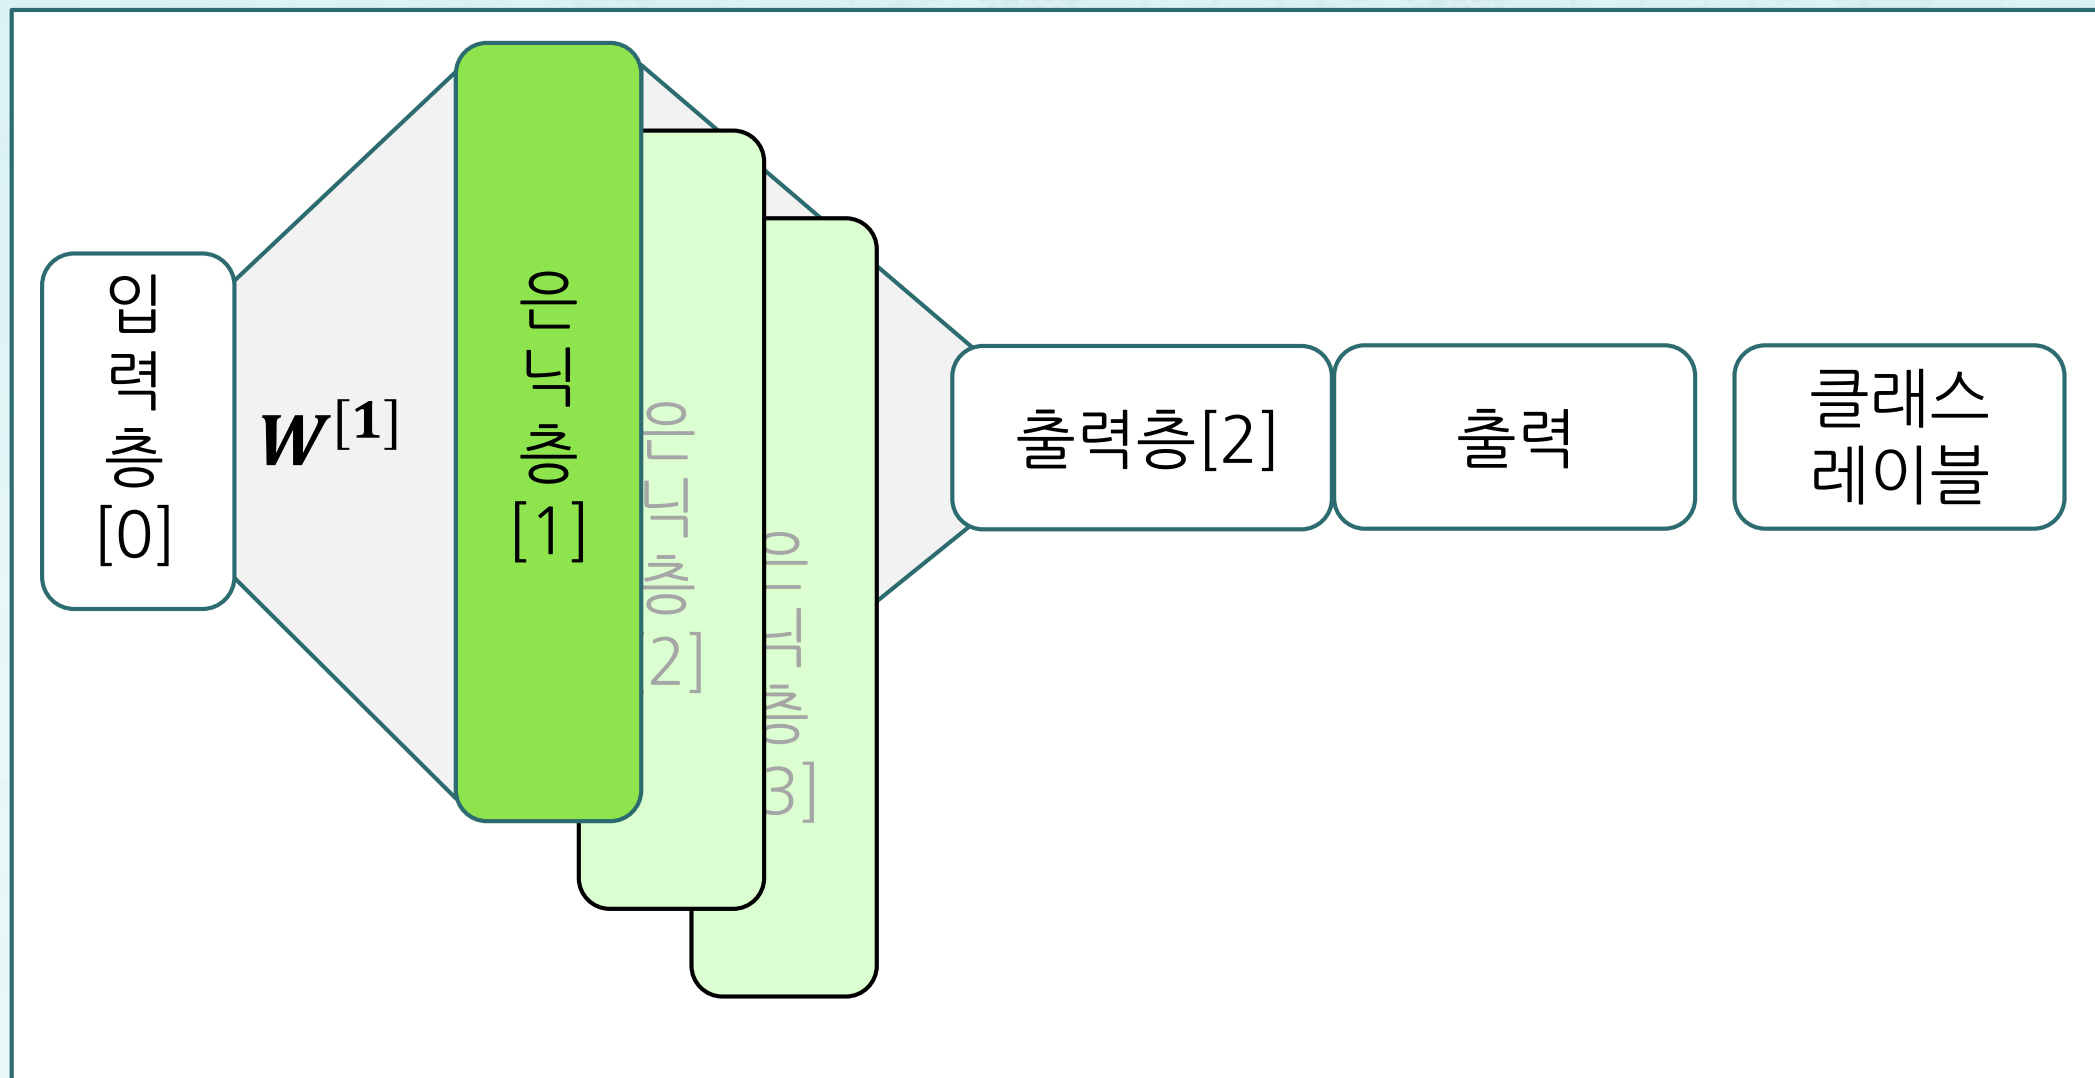 입
력
층
[0]
W[1]
은
닉
층
[1]
은
닉
층
2]
은
닉
층
3]
출력층[2]
출력
클래스
레이블